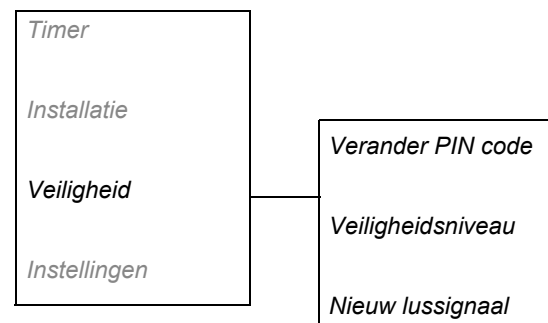 Timer
Installatie
Veiligheid
Instellingen
Verander PIN code
Veiligheidsniveau
Nieuw lussignaal